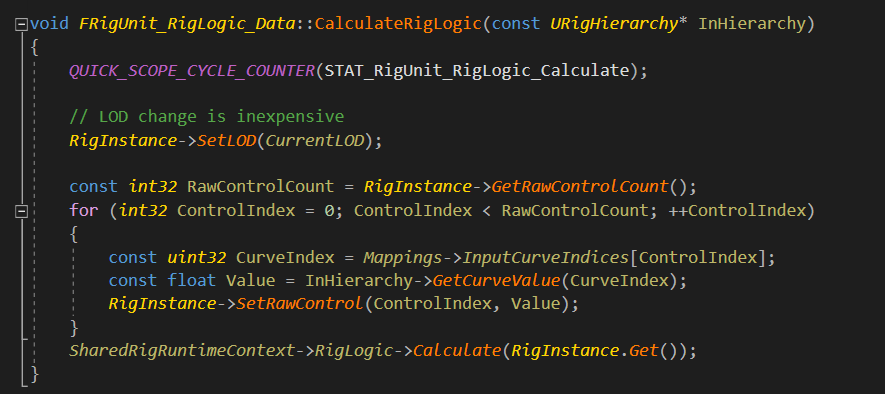 void FRigUnit_RigLogic_Data::CalculateRigLogic(const URigHierarchy* InHierarchy)
{
QUICK_SCOPE_CYCLE_COUNTER(STAT_RigUnit_RigLogic_Calculate);
// LOD change is inexpensive
RigInstance->SetLOD(CurrentLOD);
const int32 RawControlCount = RigInstance->GetRawControlCount();
for (int32 ControlIndex = 0; ControlIndex < RawControlCount; ++ControlIndex)
{
const uint32 CurveIndex = Mappings->InputCurveIndices[ControlIndex];
const float Value = InHierarchy->GetCurveValue(CurveIndex);
RigInstance->SetRawControl(ControlIndex, Value);
}
SharedRigRuntimeContext->RigLogic->Calculate(RigInstance.Get());
}